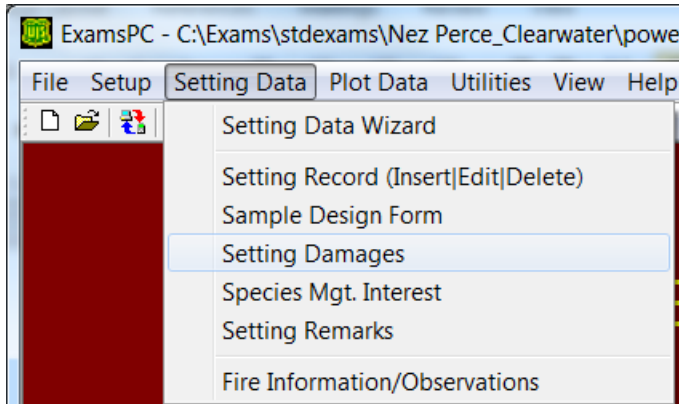 ExamsPC - C:\Exams\stdexams\Nez Perce_Clearwater\powe
File Setup Setting Data Plot Data Utilities View Help
Setting Data Wizard
Setting Record (Insert|Edit|Delete)
Sample Design Form
Setting Damages
Species Mgt. Interest
Setting Remarks
Fire Information/Observations